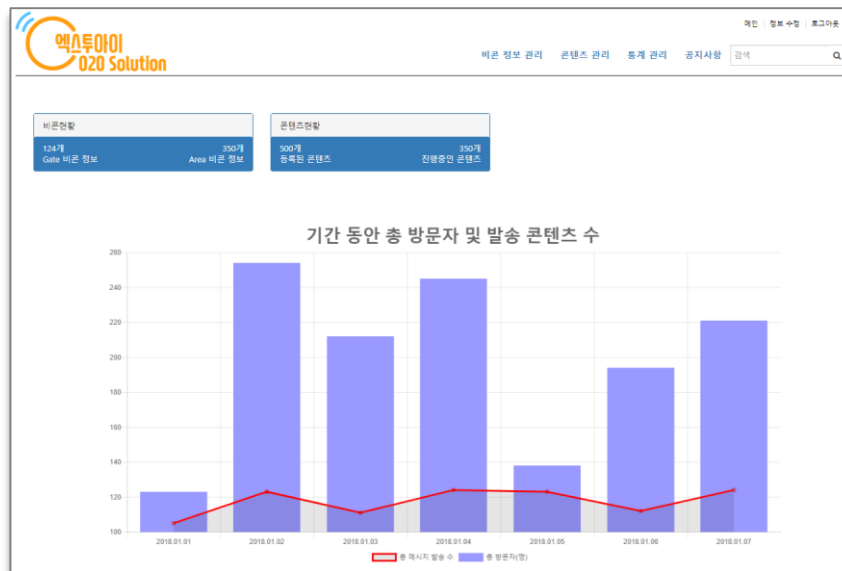 메인 | 정보 수정 | 로그아웃
엑스투아이
O2O Solution
비콘 정보 관리 콘텐츠 관리 통계 관리 공지사항 검색
비콘현황 콘텐츠현황
124개 350개 500개 350개
Gate 비콘 정보 Area 비콘 정보 등록된 콘텐츠 진행중인 콘텐츠
기간 동안 총 방문자 및 발송 콘텐츠 수
260
240
220
200
180
160
140
120
100
2018.01.01 2018.01.02 2018.01.03 2018.01.04 2018.01.05 2018.01.06 2018.01.07
총 메시지 발송 수 총 방문자(명)